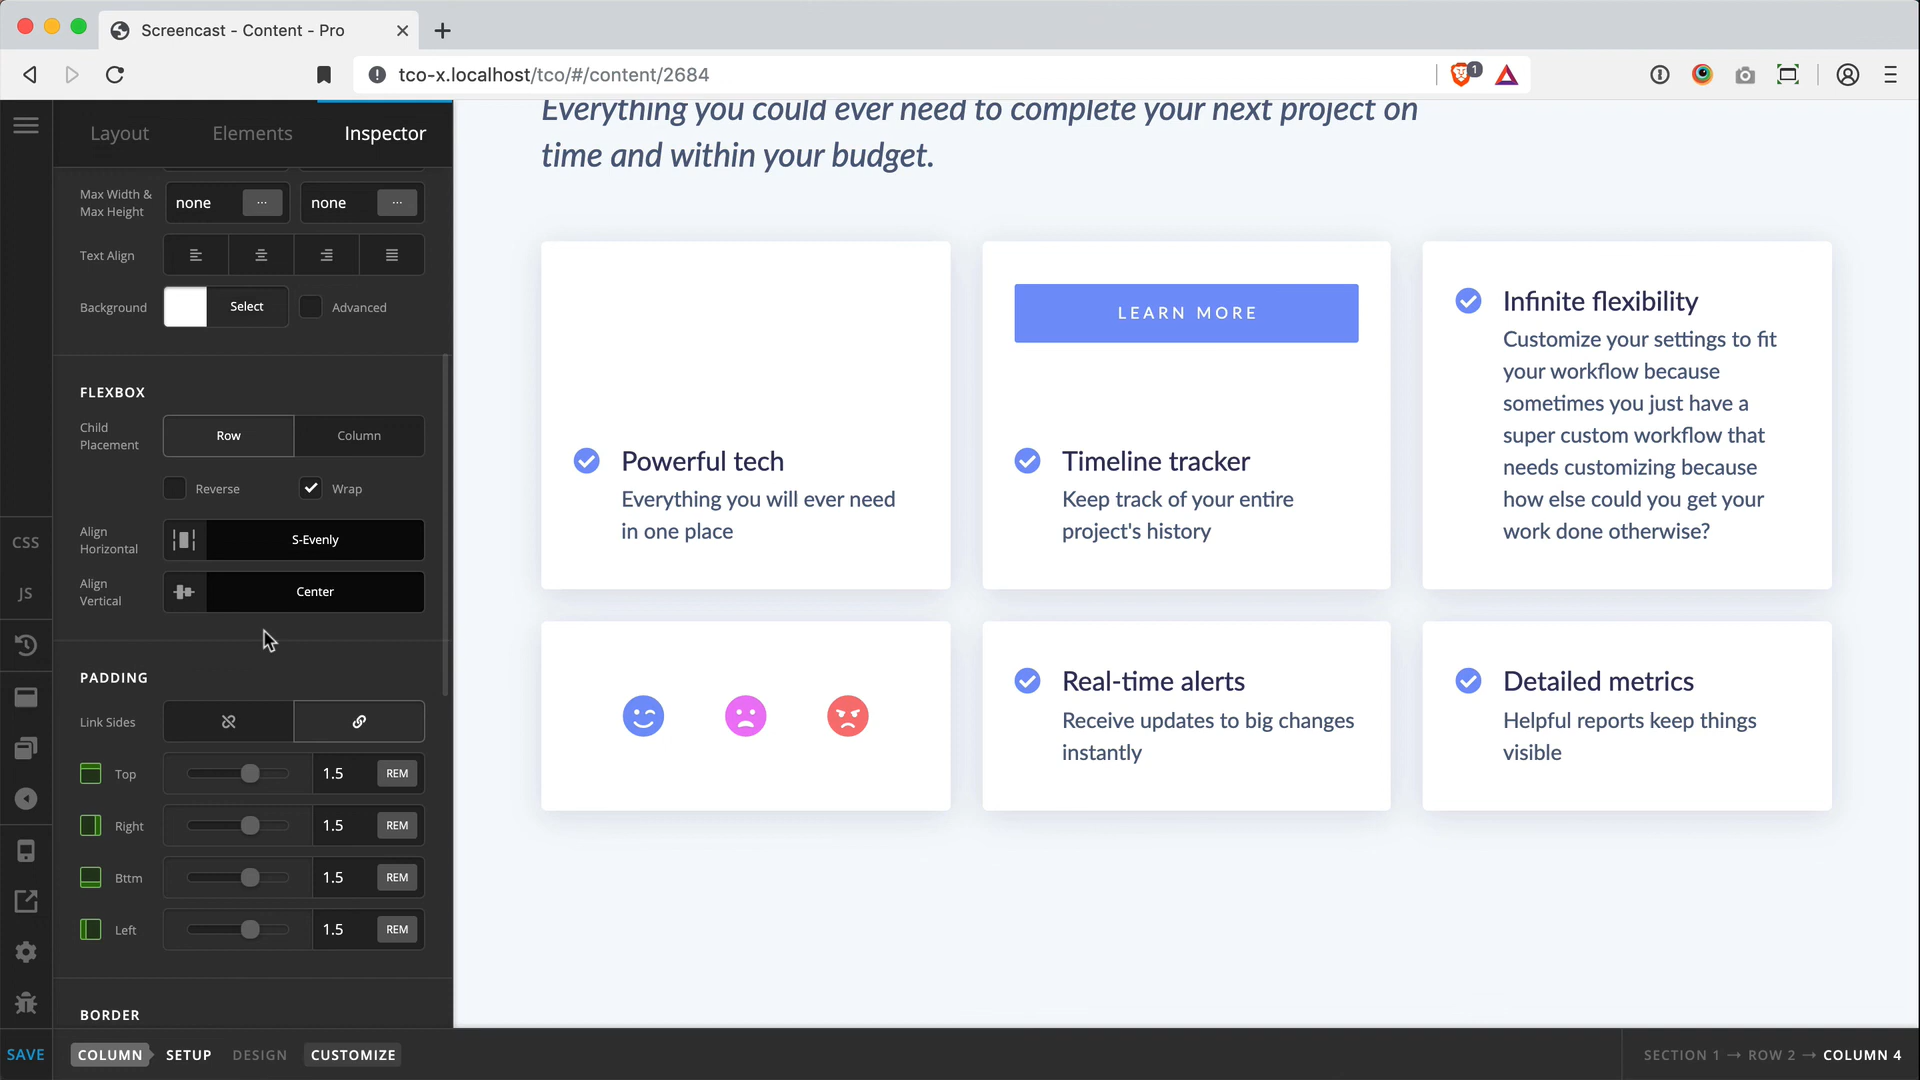 Screencast - Content - Pro
tco-x.localhost/tco/#/content/2684
1
Layout
Elements
Inspector
Max Width &
Max Height
none
...
none
...
Text Align
Background
Select
Advanced
FLEXBOX
Child
Placement
Row
Column
Reverse
Wrap
Align
Horizontal
S-Evenly
Align
Vertical
Center
PADDING
Link Sides
Top
1.5
REM
Right
1.5
REM
Bttm
1.5
REM
Left
1.5
REM
BORDER
CSS
JS
SAVE
COLUMN
SETUP
DESIGN
CUSTOMIZE
Everything you could ever need to complete your next project on
time and within your budget.
Powerful tech
Everything you will ever need
in one place
LEARN MORE
Timeline tracker
Keep track of your entire
project's history
Infinite flexibility
Customize your settings to fit
your workflow because
sometimes you just have a
super custom workflow that
needs customizing because
how else could you get your
work done otherwise?
Real-time alerts
Receive updates to big changes
instantly
Detailed metrics
Helpful reports keep things
visible
SECTION 1 → ROW 2 → COLUMN 4